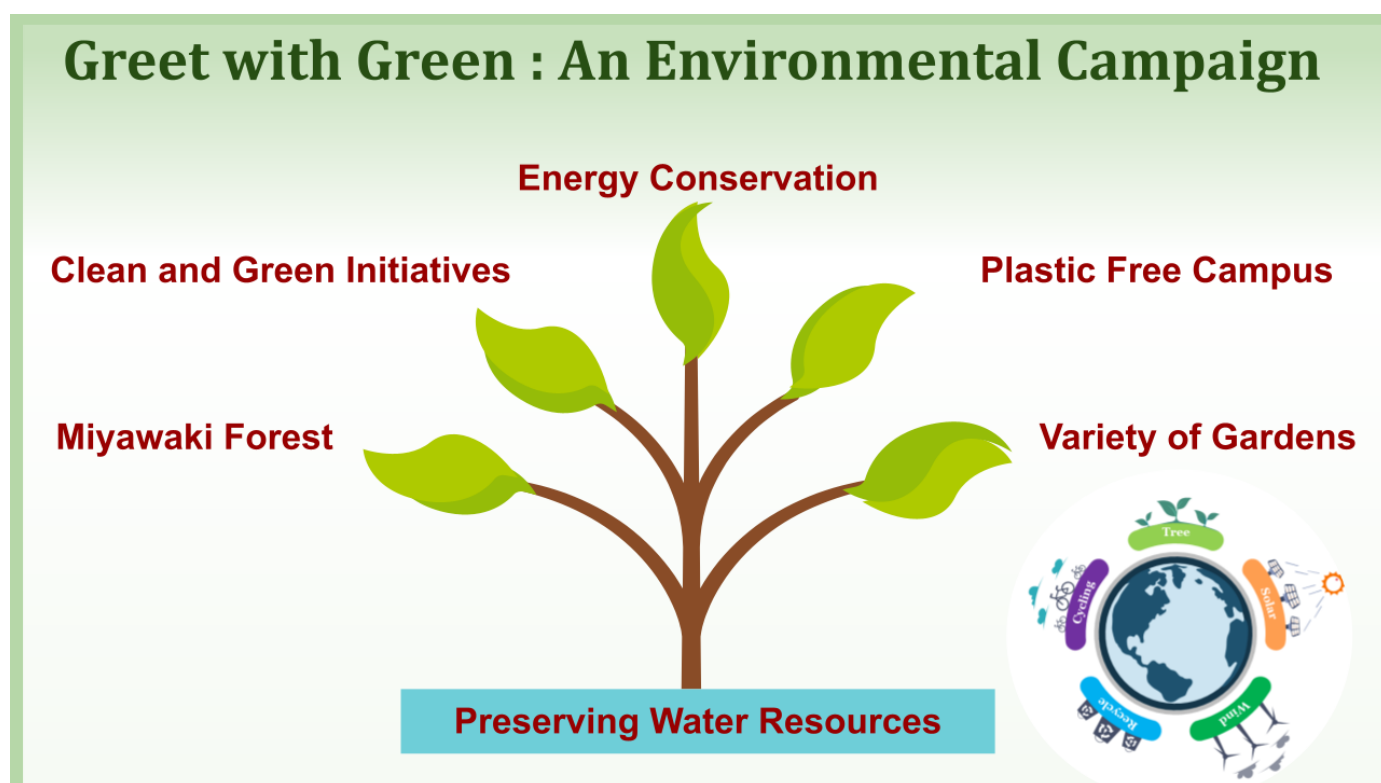 Greet with Green : An Environmental Campaign
Energy Conservation
Clean and Green Initiatives
Plastic Free Campus
Miyawaki Forest
Variety of Gardens
Tree
Cycling
Solar
Recycle
Wind
Preserving Water Resources